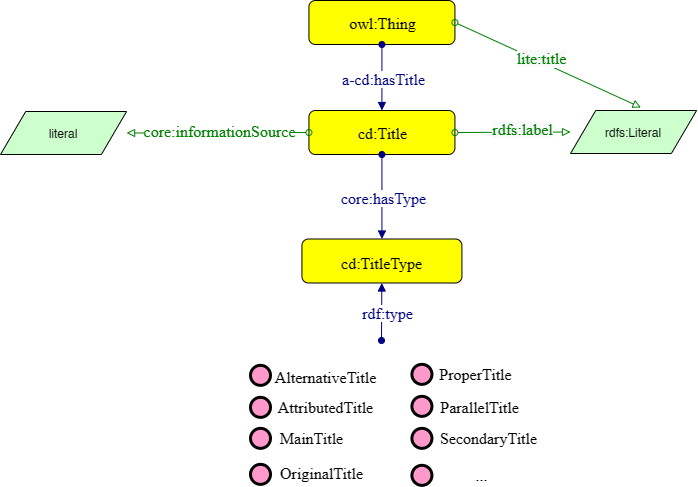 owl:Thing
lite:title
a-cd:hasTitle
literal
core:informationSource
cd:Title
rdfs:label
rdfs:Literal
core:hasType
cd:TitleType
rdf:type
AlternativeTitle
ProperTitle
AttributedTitle
ParallelTitle
MainTitle
SecondaryTitle
OriginalTitle
...